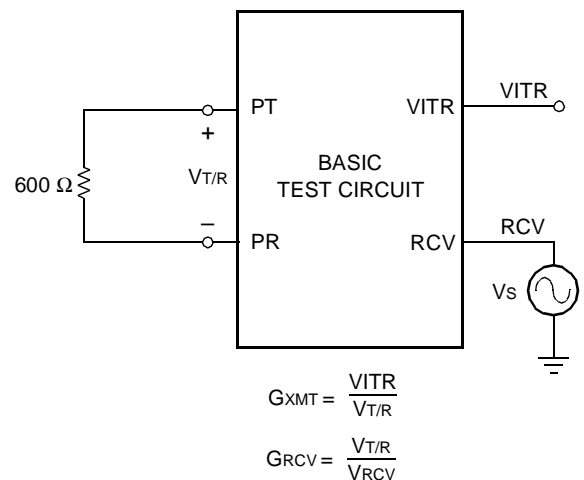 PT
VITR
VITR
+
BASIC
TEST CIRCUIT
600 Ω
VT/R
–
PR
RCV
RCV
VS
GXMT = VITR / VT/R
GRCV = VT/R / VRCV